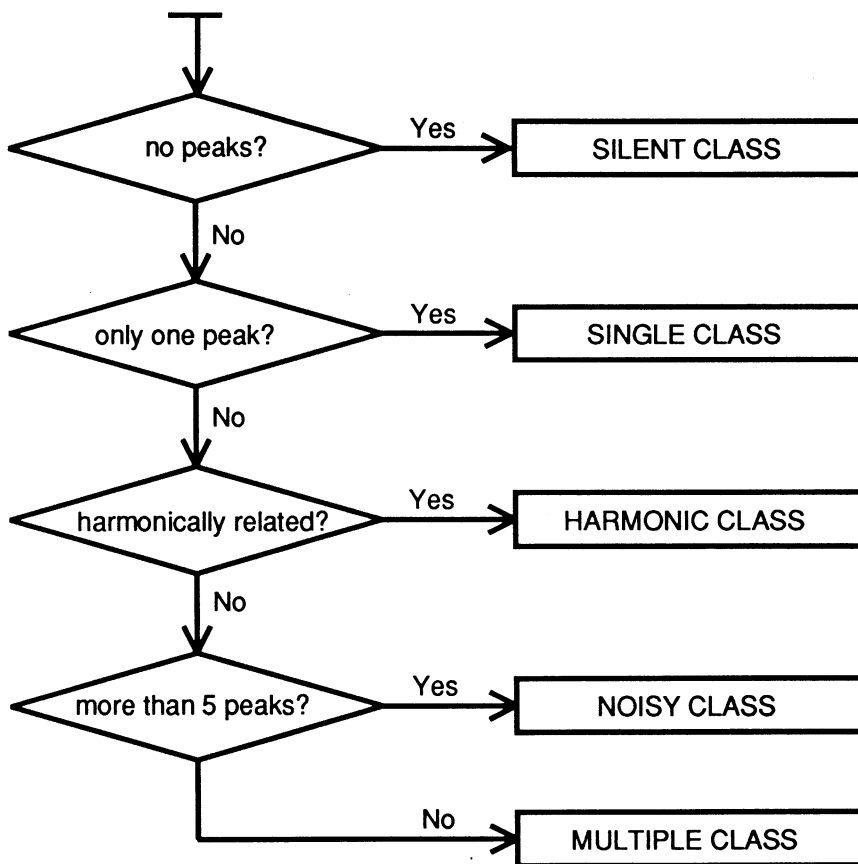 Yes
no peaks?
SILENT CLASS
No
Yes
only one peak?
SINGLE CLASS
No
Yes
harmonically related?
HARMONIC CLASS
No
Yes
more than 5 peaks?
NOISY CLASS
No
MULTIPLE CLASS